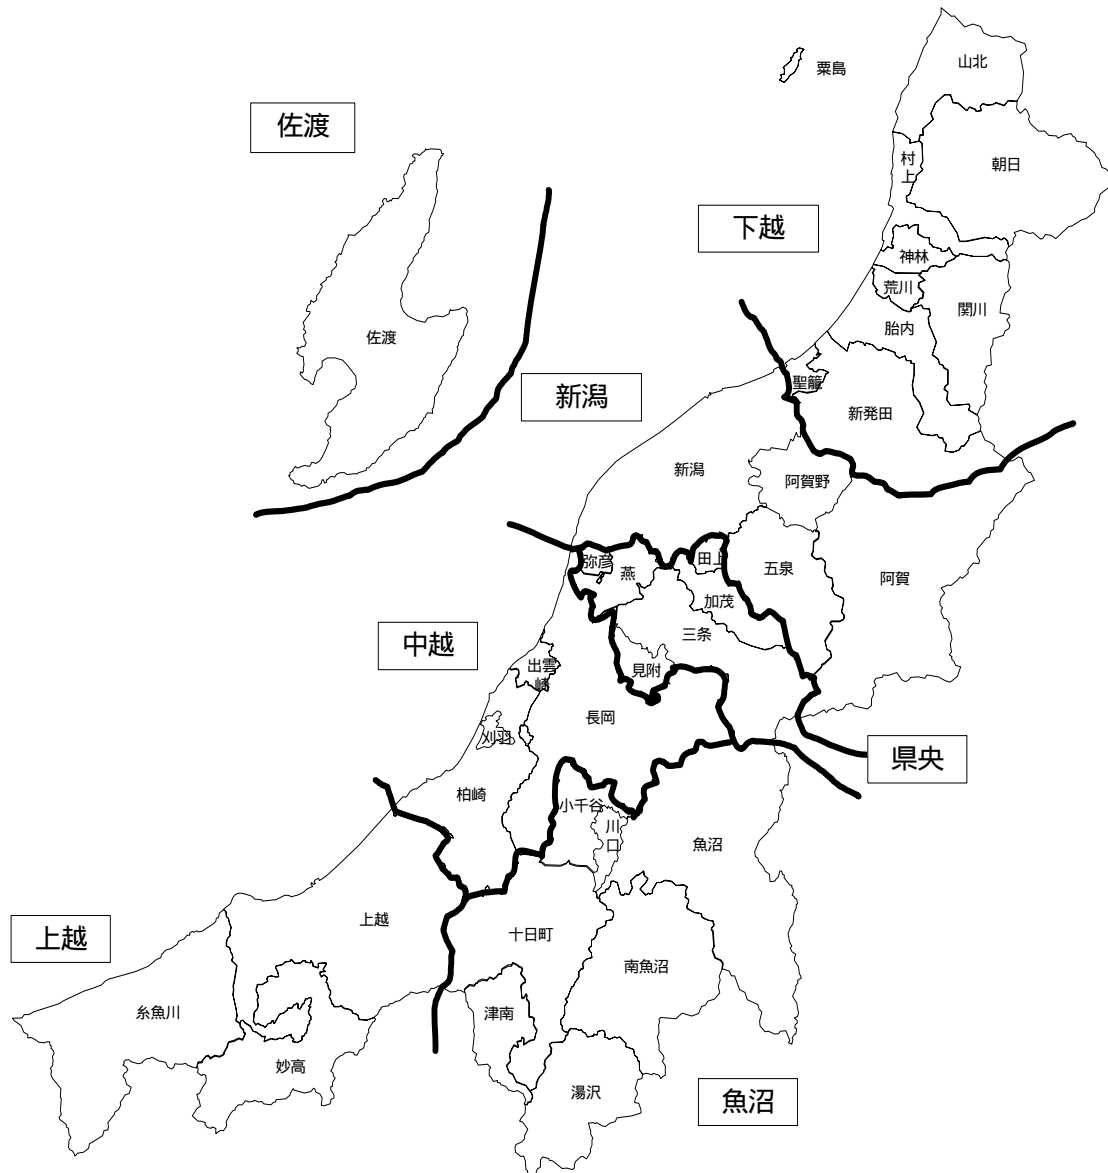 山北
粟島
佐渡
村上
朝日
下越
神林
荒川
関川
佐渡
胎内
聖籠
新潟
新発田
新潟
阿賀野
弥彦
田上
燕
五泉
阿賀
加茂
中越
三条
出雲崎
見附
長岡
刈羽
県央
柏崎
小千谷
川口
魚沼
上越
十日町
上越
南魚沼
糸魚川
津南
妙高
湯沢
魚沼